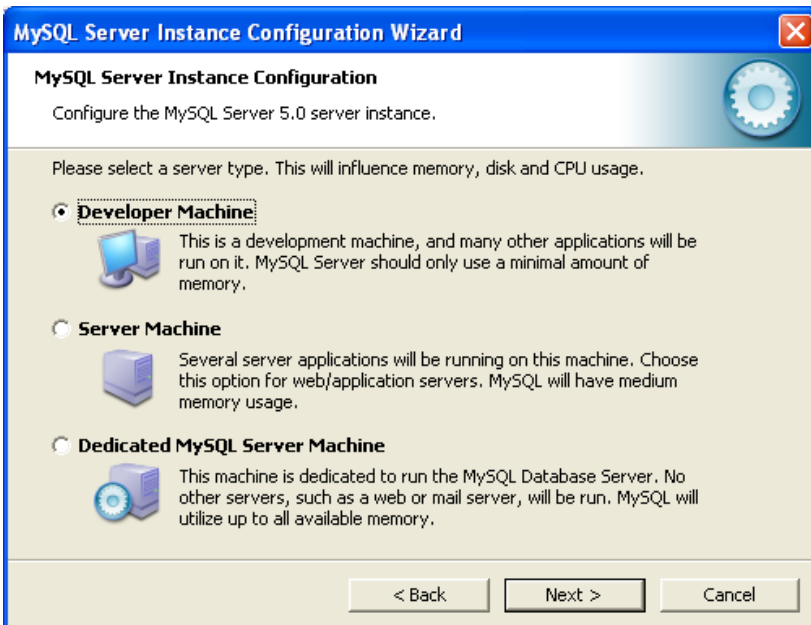 MySQL Server Instance Configuration Wizard
MySQL Server Instance Configuration
Configure the MySQL Server 5.0 server instance.
Please select a server type. This will influence memory, disk and CPU usage.
Developer Machine
This is a development machine, and many other applications will be
run on it. MySQL Server should only use a minimal amount of
memory.
Server Machine
Several server applications will be running on this machine. Choose
this option for web/application servers. MySQL will have medium
memory usage.
Dedicated MySQL Server Machine
This machine is dedicated to run the MySQL Database Server. No
other servers, such as a web or mail server, will be run. MySQL will
utilize up to all available memory.
< Back Next > Cancel